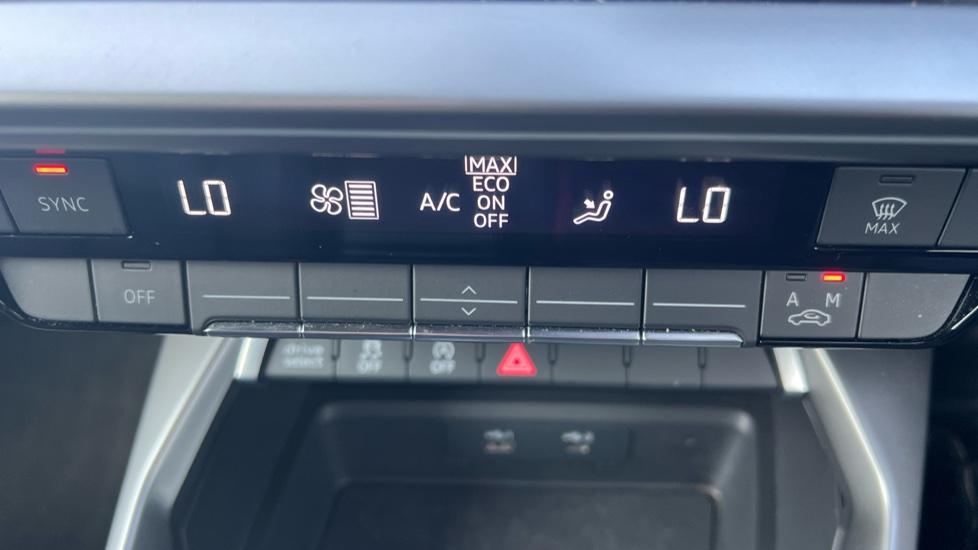 SYNC
LO
A/C
MAX
ECO
ON
OFF
LO
MAX
OFF
A M
drive
select
OFF
OFF